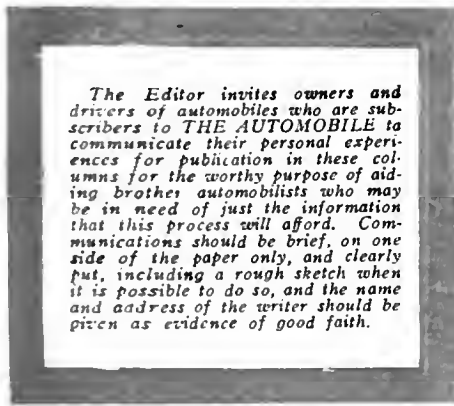 The Editor invites owners and
drivers of automobiles who are sub-
scribers to THE AUTOMOBILE to
communicate their personal experi-
ences for publication in these col-
umns for the worthy purpose of aid-
ing brother automobilists who may
be in need of just the information
that this process will afford. Com-
munications should be brief, on one
side of the paper only, and clearly
put, including a rough sketch when
it is possible to do so, and the name
and address of the writer should be
given as evidence of good faith.